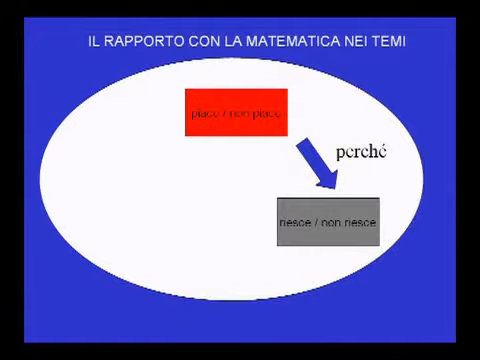 IL RAPPORTO CON LA MATEMATICA NEI TEMI
piace / non piace
perché
riesce / non riesce